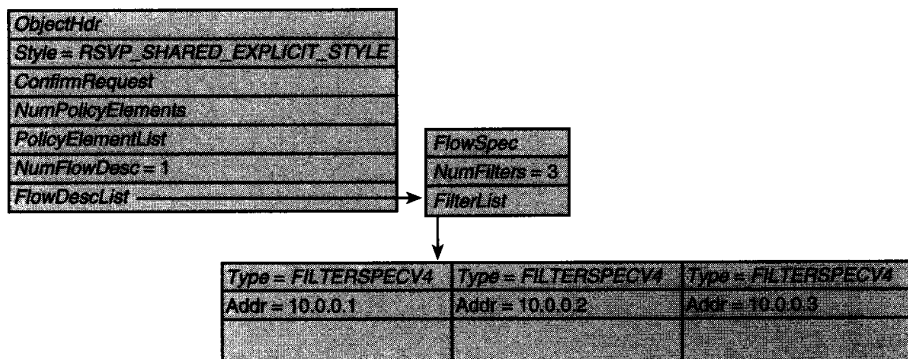 ObjectHdr
Style = RSVP_SHARED_EXPLICIT_STYLE
ConfirmRequest
NumPolicyElements
PolicyElementList
NumFlowDesc = 1
FlowDescList
FlowSpec
NumFilters = 3
FilterList
Type = FILTERSPECV4 Type = FILTERSPECV4 Type = FILTERSPECV4
Addr = 10.0.0.1 Addr = 10.0.0.2 Addr = 10.0.0.3